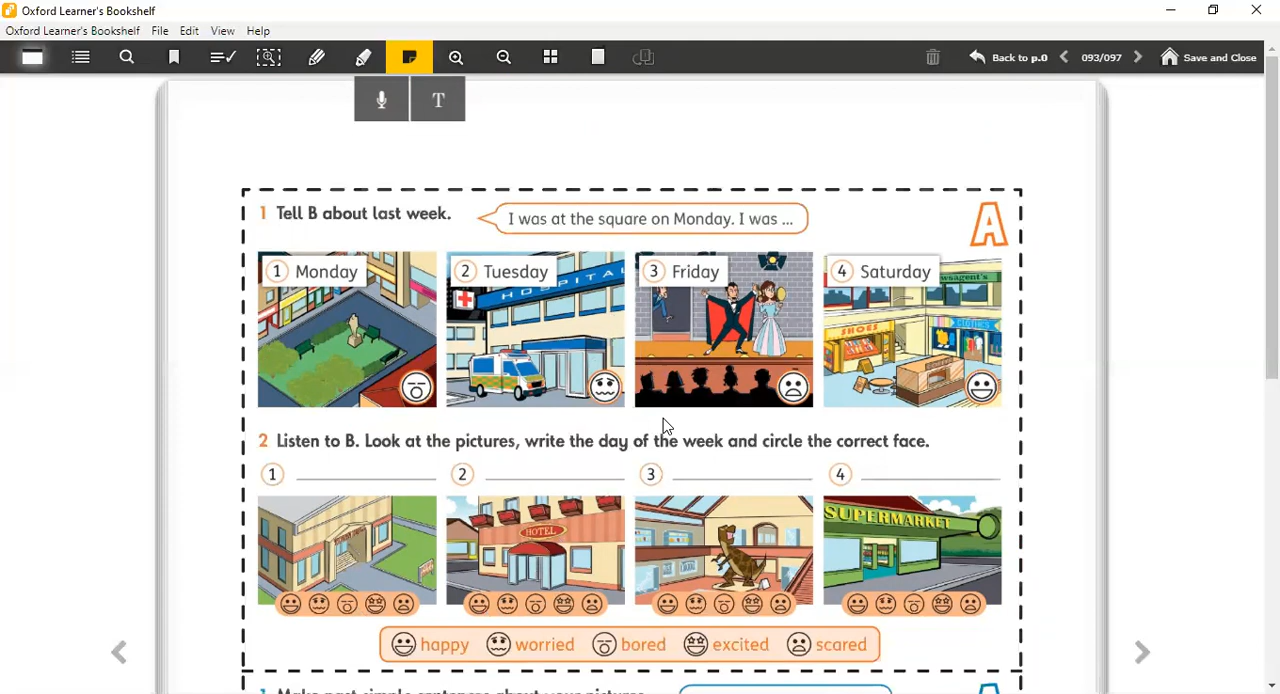 Oxford Learner's Bookshelf
Oxford Learner's Bookshelf File Edit View Help
Back to p.0 093/097 Save and Close
T
1 Tell B about last week. I was at the square on Monday. I was ... A
1 Monday 2 Tuesday 3 Friday 4 Saturday
HOSPITAL
SHOES
CLOTHES
2 Listen to B. Look at the pictures, write the day of the week and circle the correct face.
1 2 3 4
HOTEL
SUPERMARKET
happy worried bored excited scared